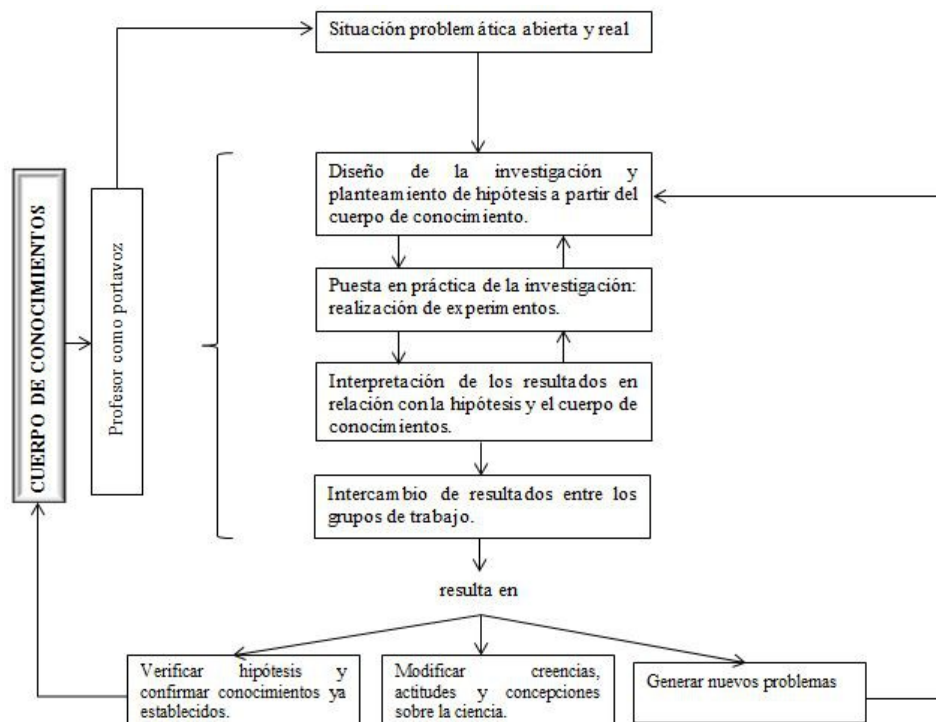 Situación problemática abierta y real
Diseño de la investigación y
planteamiento de hipótesis a partir del
cuerpo de conocimiento.
CUERPO DE CONOCIMIENTOS
Profesor como portavoz
Puesta en práctica de la investigación:
realización de experimentos.
Interpretación de los resultados en
relación con la hipótesis y el cuerpo de
conocimientos.
Intercambio de resultados entre los
grupos de trabajo.
resulta en
Verificar hipótesis y
confirmar conocimientos ya
establecidos.
Modificar creencias,
actitudes y concepciones
sobre la ciencia.
Generar nuevos problemas